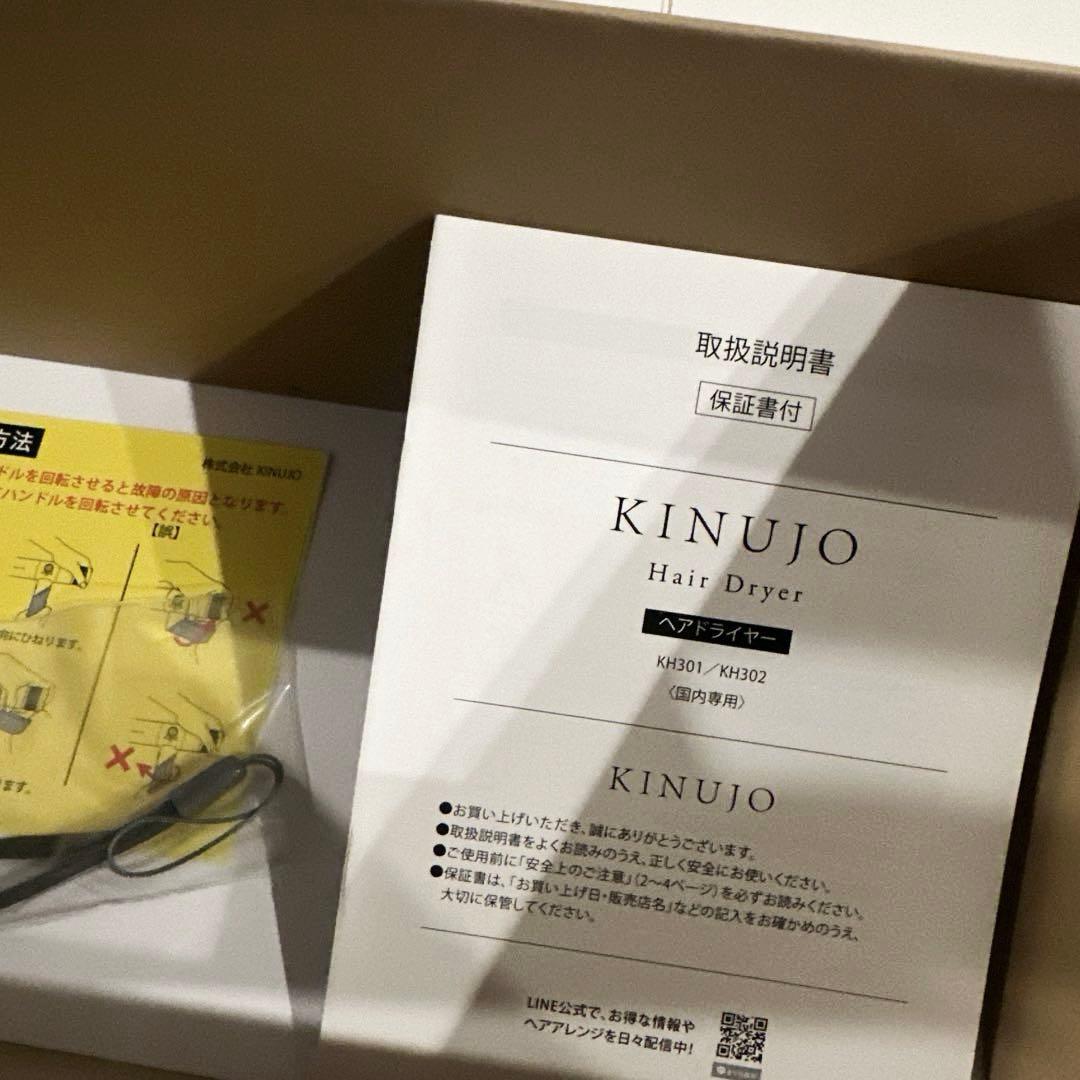 方法
株式会社 KINUJO
ドルを回転させると故障の原因となります。
ハンドルを回転させてください。
【誤】
向にひねります。
ます。
取扱説明書
保証書付
KINUJO
Hair Dryer
ヘアドライヤー
KH301／KH302
〈国内専用〉
KINUJO
●お買い上げいただき、誠にありがとうございます。
●取扱説明書をよくお読みのうえ、正しく安全にお使いください。
●ご使用前に「安全上のご注意」(2〜4ページ)を必ずお読みください。
●保証書は、「お買い上げ日・販売店名」などの記入をお確かめのうえ、
大切に保管してください。
LINE公式で、お得な情報や
ヘアアレンジを日々配信中!